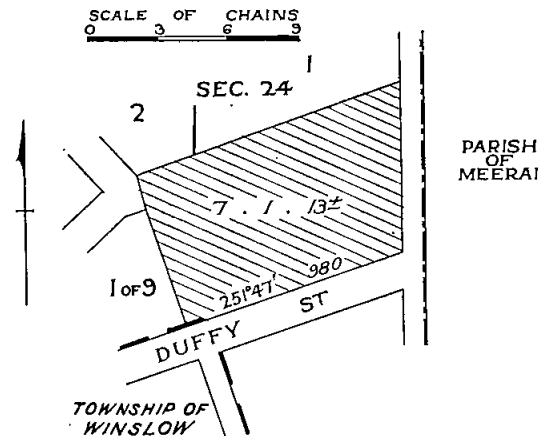 SCALE OF CHAINS
0 3 6 9
1
SEC. 24
2
PARISH
OF
MEERAN
7 . 1 . 13±
1 OF 9
251°47' 980
DUFFY ST
TOWNSHIP OF
WINSLOW